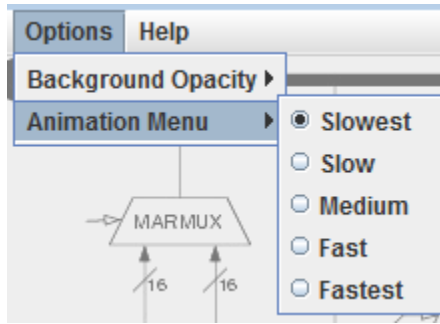 Options Help
Background Opacity
Animation Menu
Slowest
Slow
Medium
Fast
Fastest
MARMUX
16 16